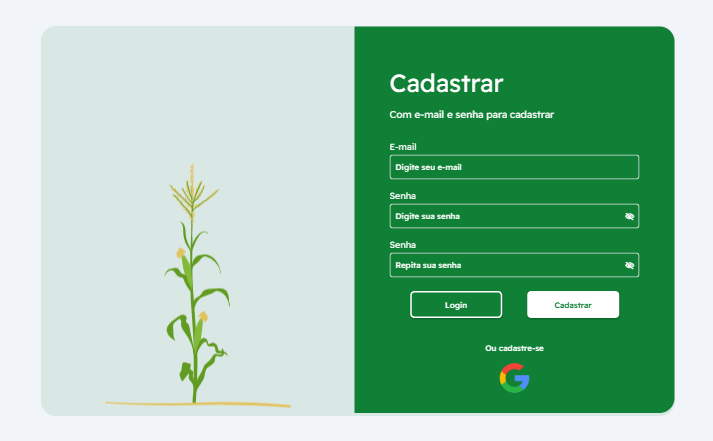 Cadastrar
Com e-mail e senha para cadastrar
E-mail
Digite seu e-mail
Senha
Digite sua senha
Senha
Repita sua senha
Login
Cadastrar
Ou cadastre-se